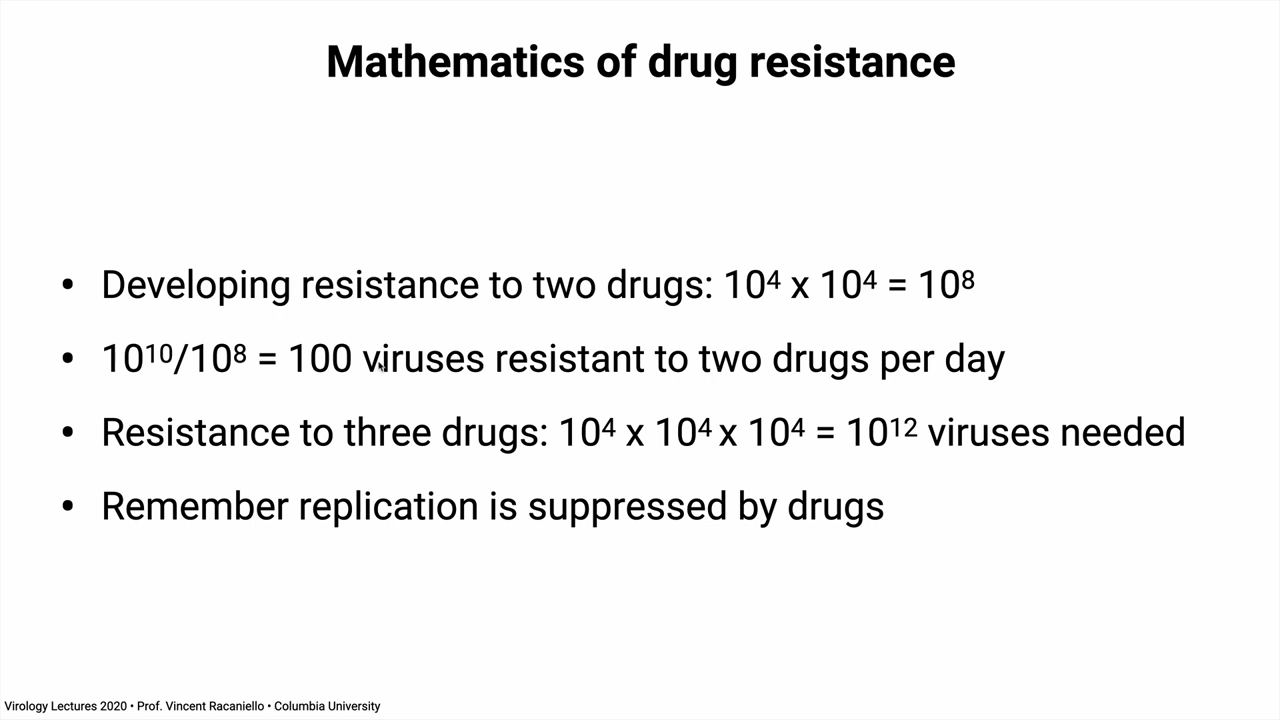 Mathematics of drug resistance
• Developing resistance to two drugs: 10⁴ x 10⁴ = 10⁸
• 10¹⁰/10⁸ = 100 viruses resistant to two drugs per day
• Resistance to three drugs: 10⁴ x 10⁴ x 10⁴ = 10¹² viruses needed
• Remember replication is suppressed by drugs
Virology Lectures 2020 • Prof. Vincent Racaniello • Columbia University